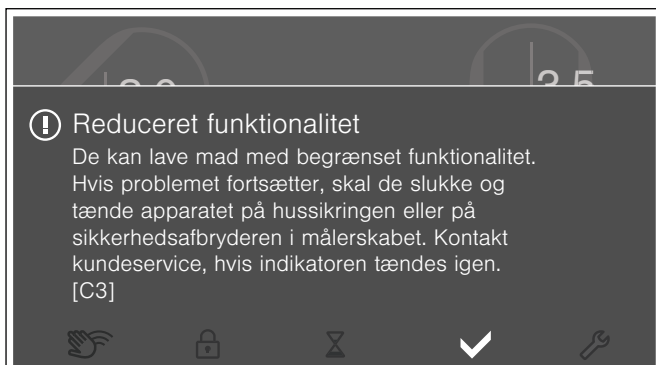 Reduceret funktionalitet
De kan lave mad med begrænset funktionalitet.
Hvis problemet fortsætter, skal de slukke og
tænde apparatet på hussikringen eller på
sikkerhedsafbryderen i målerskabet. Kontakt
kundeservice, hvis indikatoren tændes igen.
[C3]